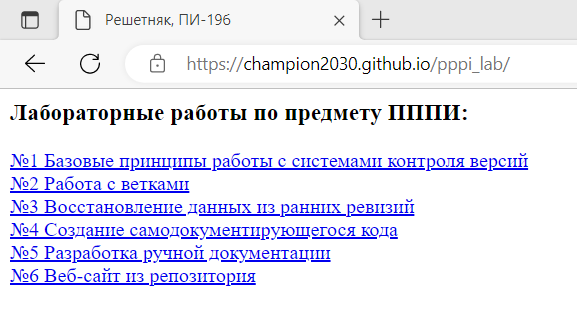 Решетняк, ПИ-196
https://champion2030.github.io/pppi_lab/
Лабораторные работы по предмету ПППИ:
№1 Базовые принципы работы с системами контроля версий
№2 Работа с ветками
№3 Восстановление данных из ранних ревизий
№4 Создание самодокументирующегося кода
№5 Разработка ручной документации
№6 Веб-сайт из репозитория